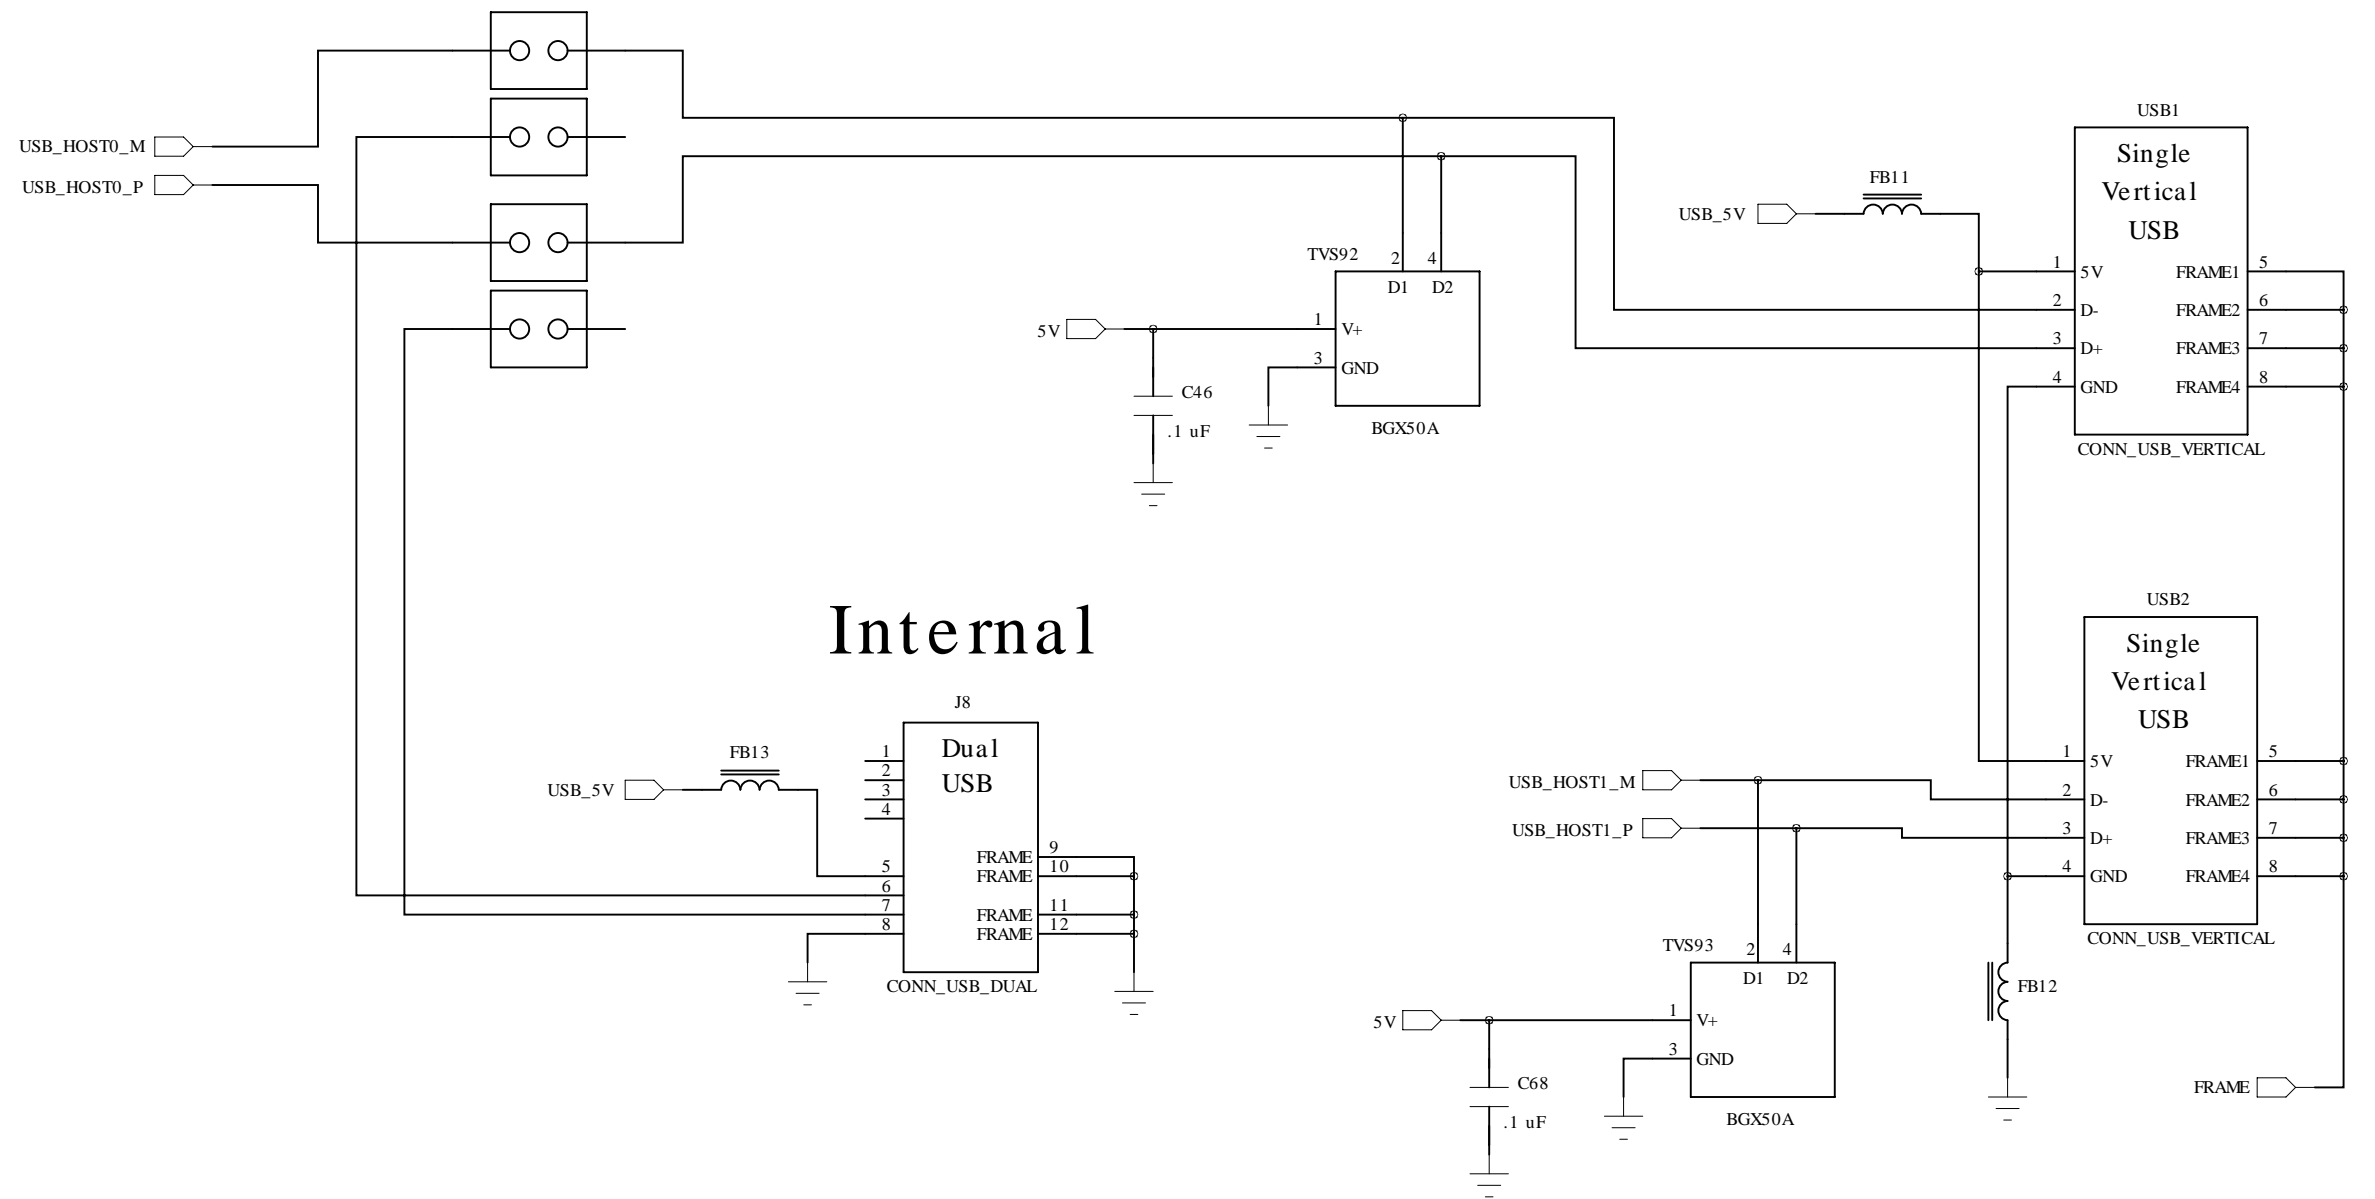 USB_HOST0_M
USB_HOST0_P
USB1
Single
Vertical
USB
FB11
USB_5V
1 5V FRAME1 5
2 D- FRAME2 6
3 D+ FRAME3 7
4 GND FRAME4 8
CONN_USB_VERTICAL
TVS92
2 4
D1 D2
5V
1 V+
3 GND
C46
.1 uF
BGX50A
Internal
J8
Dual
USB
FB13
USB_5V
1
2
3
4
FRAME 9
5 FRAME 10
6
7 FRAME 11
8 FRAME 12
CONN_USB_DUAL
USB2
Single
Vertical
USB
USB_HOST1_M
USB_HOST1_P
1 5V FRAME1 5
2 D- FRAME2 6
3 D+ FRAME3 7
4 GND FRAME4 8
CONN_USB_VERTICAL
TVS93
2 4
D1 D2
5V
1 V+
3 GND
C68
.1 uF
BGX50A
FB12
FRAME